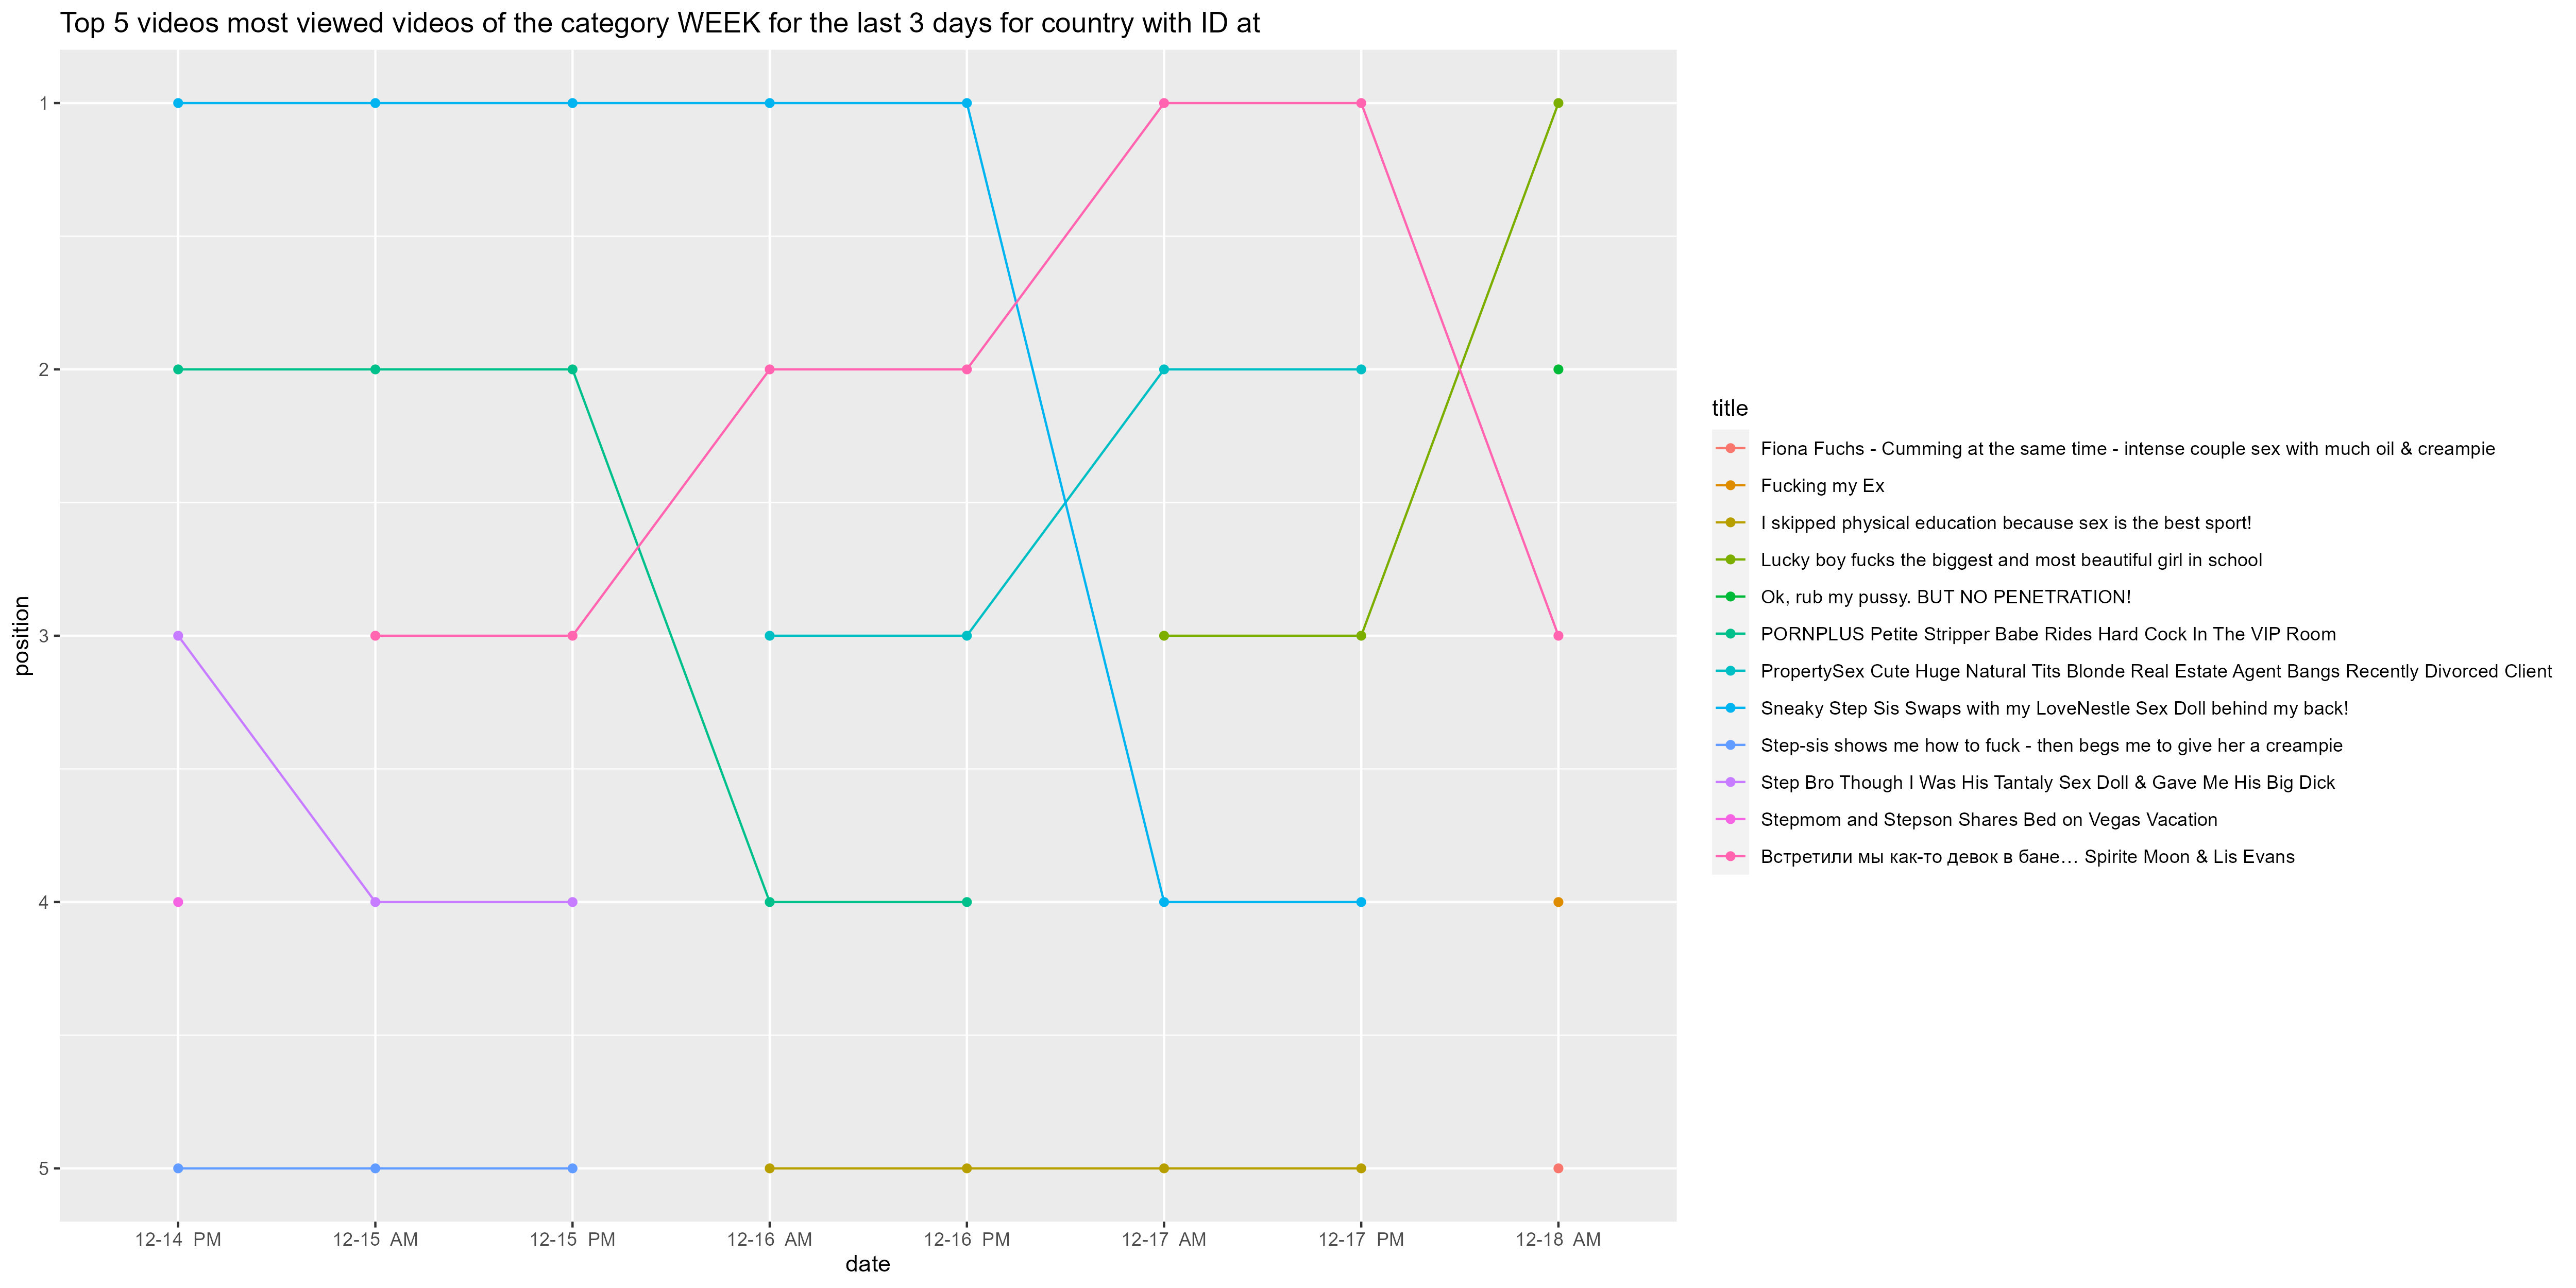 Top 5 videos most viewed videos of the category WEEK for the last 3 days for country with ID at
position
1
2
3
4
5
12-14 PM
12-15 AM
12-15 PM
12-16 AM
12-16 PM
12-17 AM
12-17 PM
12-18 AM
date
title
Fiona Fuchs - Cumming at the same time - intense couple sex with much oil & creampie
Fucking my Ex
I skipped physical education because sex is the best sport!
Lucky boy fucks the biggest and most beautiful girl in school
Ok, rub my pussy. BUT NO PENETRATION!
PORNPLUS Petite Stripper Babe Rides Hard Cock In The VIP Room
PropertySex Cute Huge Natural Tits Blonde Real Estate Agent Bangs Recently Divorced Client
Sneaky Step Sis Swaps with my LoveNestle Sex Doll behind my back!
Step-sis shows me how to fuck - then begs me to give her a creampie
Step Bro Though I Was His Tantaly Sex Doll & Gave Me His Big Dick
Stepmom and Stepson Shares Bed on Vegas Vacation
Встретили мы как-то девок в бане… Spirite Moon & Lis Evans